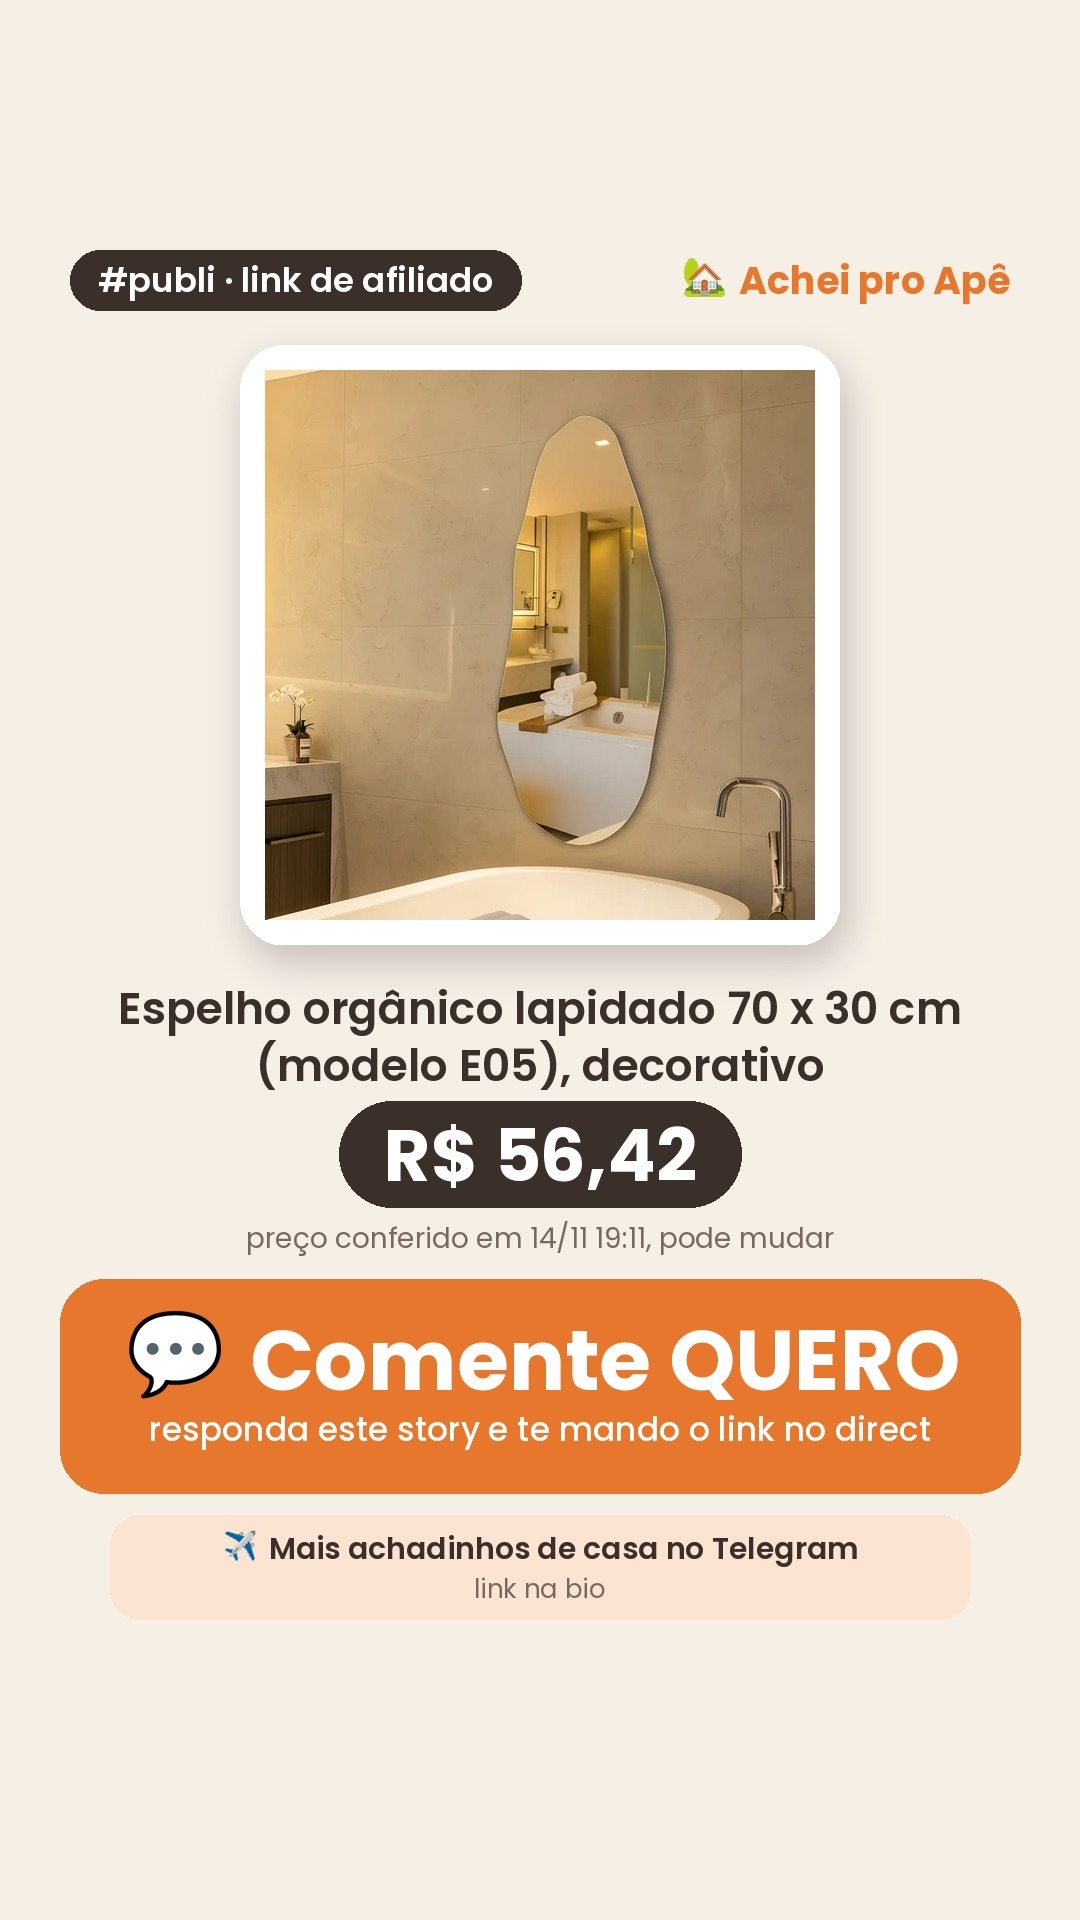 #publi · link de afiliado
🏡 Achei pro Apê
Espelho orgânico lapidado 70 x 30 cm
(modelo E05), decorativo
R$ 56,42
preço conferido em 14/11 19:11, pode mudar
💬 Comente QUERO
responda este story e te mando o link no direct
✈️ Mais achadinhos de casa no Telegram
link na bio